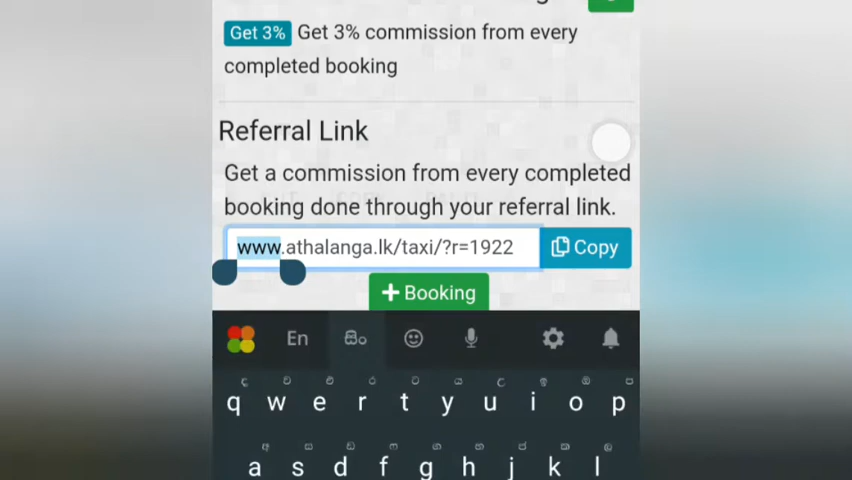 Get 3% Get 3% commission from every
completed booking
Referral Link
Get a commission from every completed
booking done through your referral link.
www.athalanga.lk/taxi/?r=1922 Copy
+ Booking
En සිං
q w e r t y u i o p
a s d f g h j k l